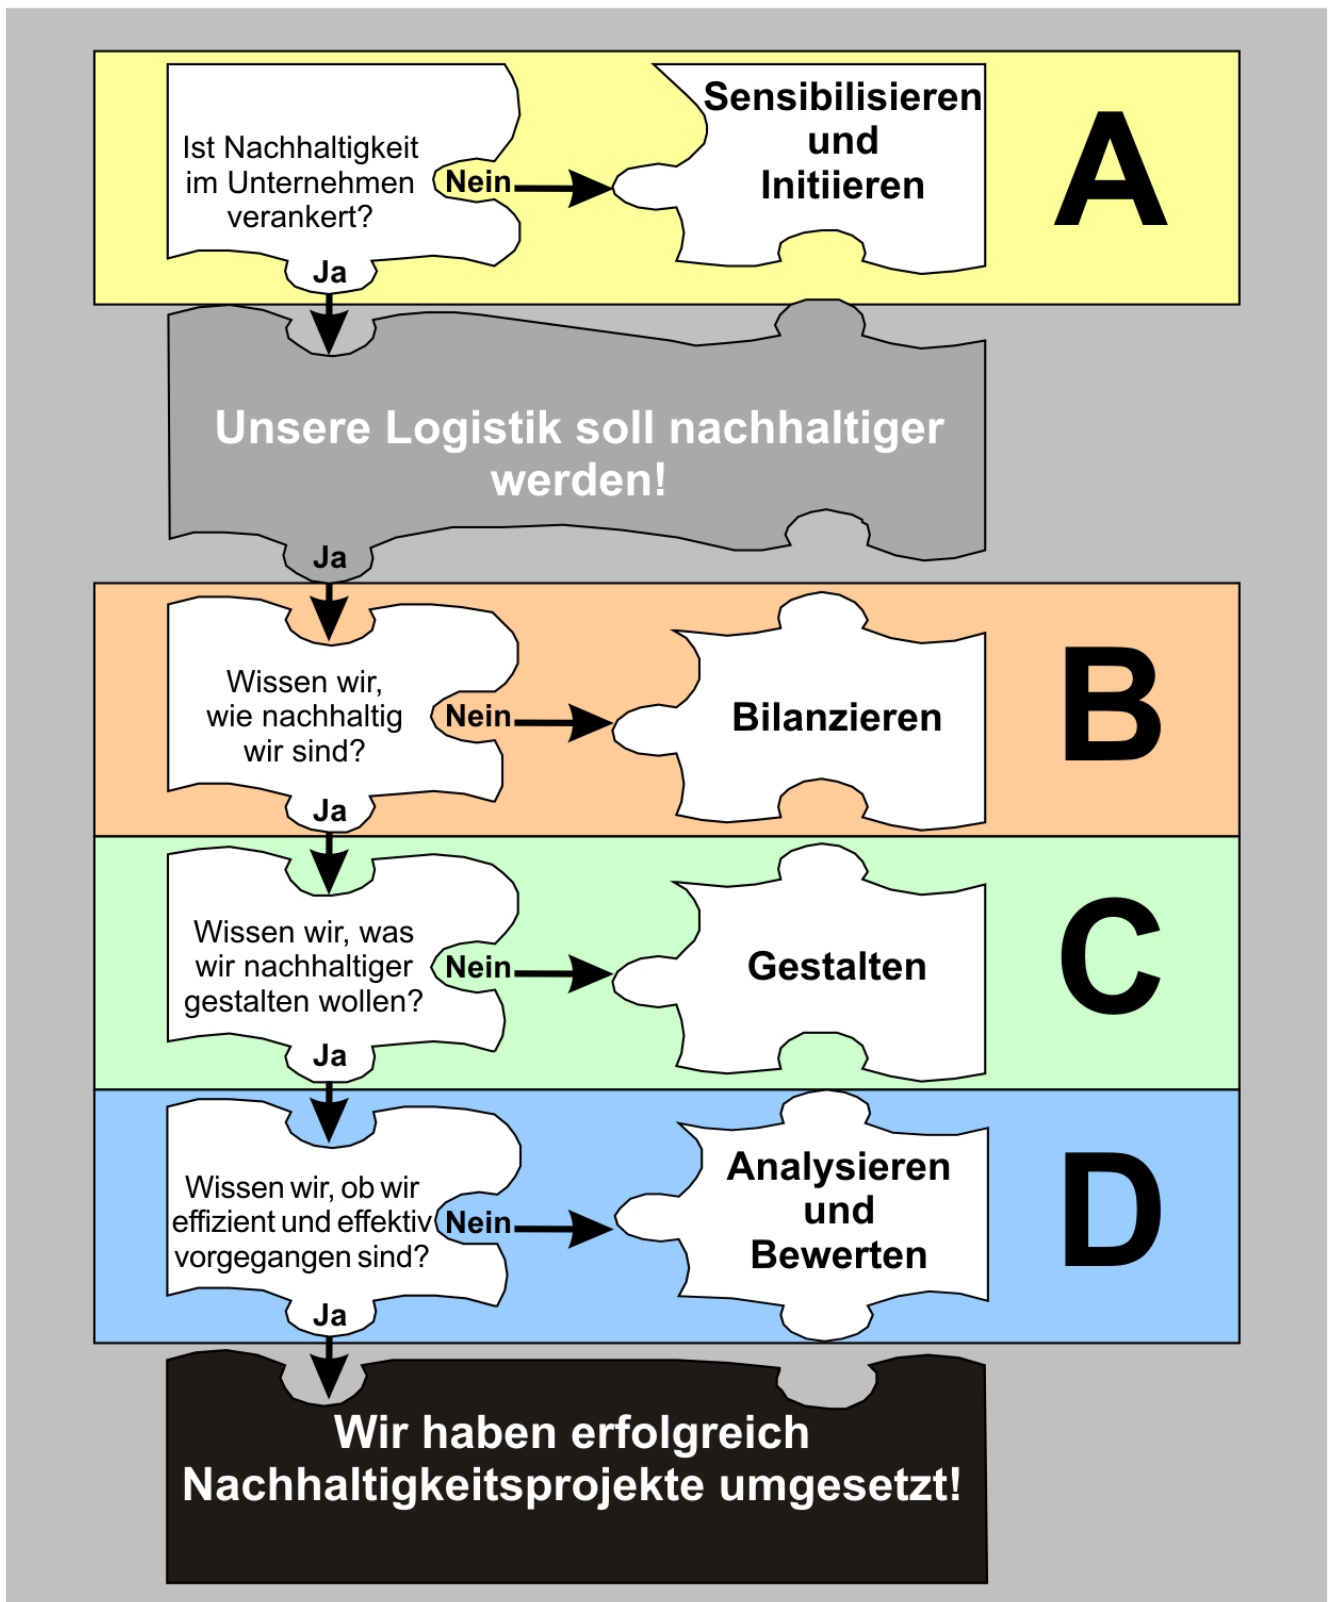 Ist Nachhaltigkeit
im Unternehmen
verankert?
Nein
Ja
Sensibilisieren
und
Initiieren
A
Unsere Logistik soll nachhaltiger
werden!
Ja
Wissen wir,
wie nachhaltig
wir sind?
Nein
Ja
Bilanzieren
B
Wissen wir, was
wir nachhaltiger
gestalten wollen?
Nein
Ja
Gestalten
C
Wissen wir, ob wir
effizient und effektiv
vorgegangen sind?
Nein
Ja
Analysieren
und
Bewerten
D
Wir haben erfolgreich
Nachhaltigkeitsprojekte umgesetzt!